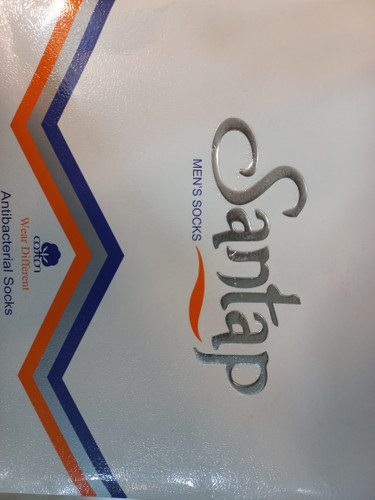 Santap
MEN'S SOCKS
cotton
Wear Different
Antibacterial Socks